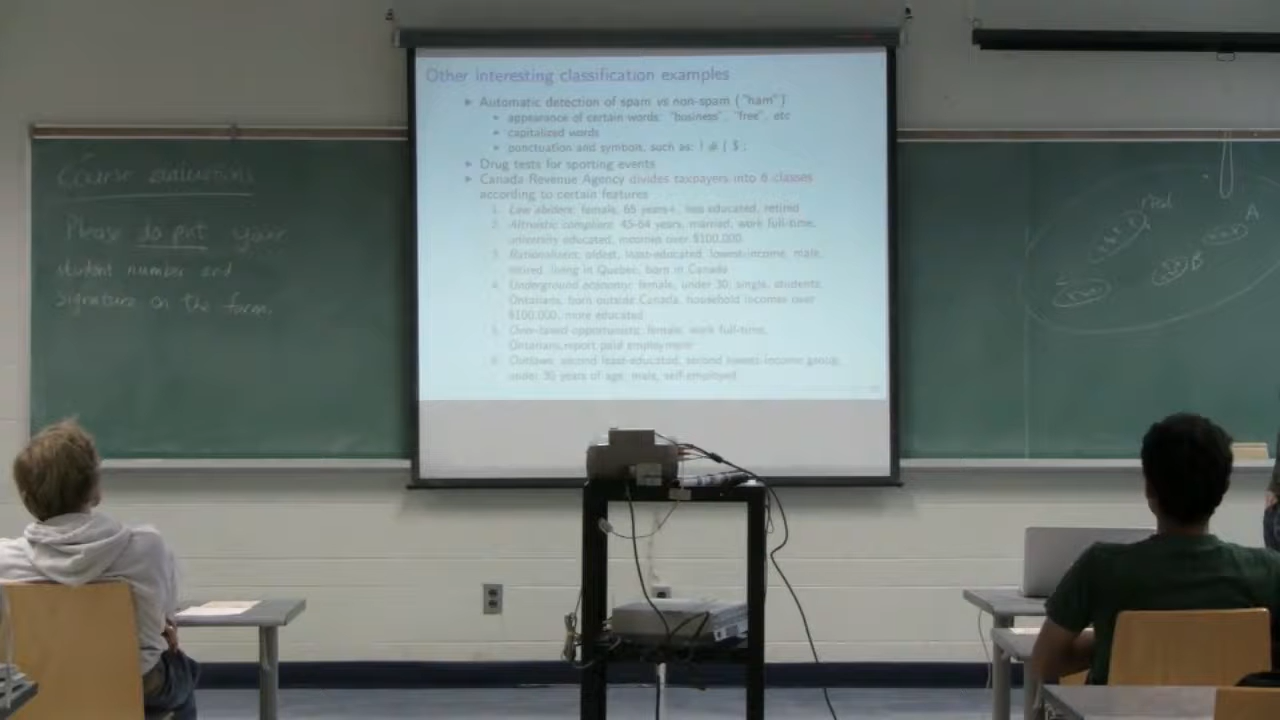 Other interesting classification examples
Automatic detection of spam vs non-spam ("ham")
appearance of certain words: "business", "free", etc
capitalized words
punctuation and symbols, such as: ! # | $ ;
Drug tests for sporting events
Canada Revenue Agency divides taxpayers into 6 classes
according to certain features
1. Law abiders: female, 65 years+, less educated, retired
2. Altruistic compliers: 45-64 years, married, work full-time,
university educated, incomes over $100,000
3. Rationalizers: oldest, least-educated, lowest-income, male,
retired, living in Quebec, born in Canada
4. Underground economy: female, under 30, single, students,
Ontarians, born outside Canada, household incomes over
$100,000, more educated
5. Over-taxed opportunistic: female, work full-time,
Ontarians, report paid employment
6. Outlaws: second least-educated, second lowest-income group,
under 30 years of age, male, self-employed
Course evaluations
Please do put your
student number and
signature on the form.
A
B